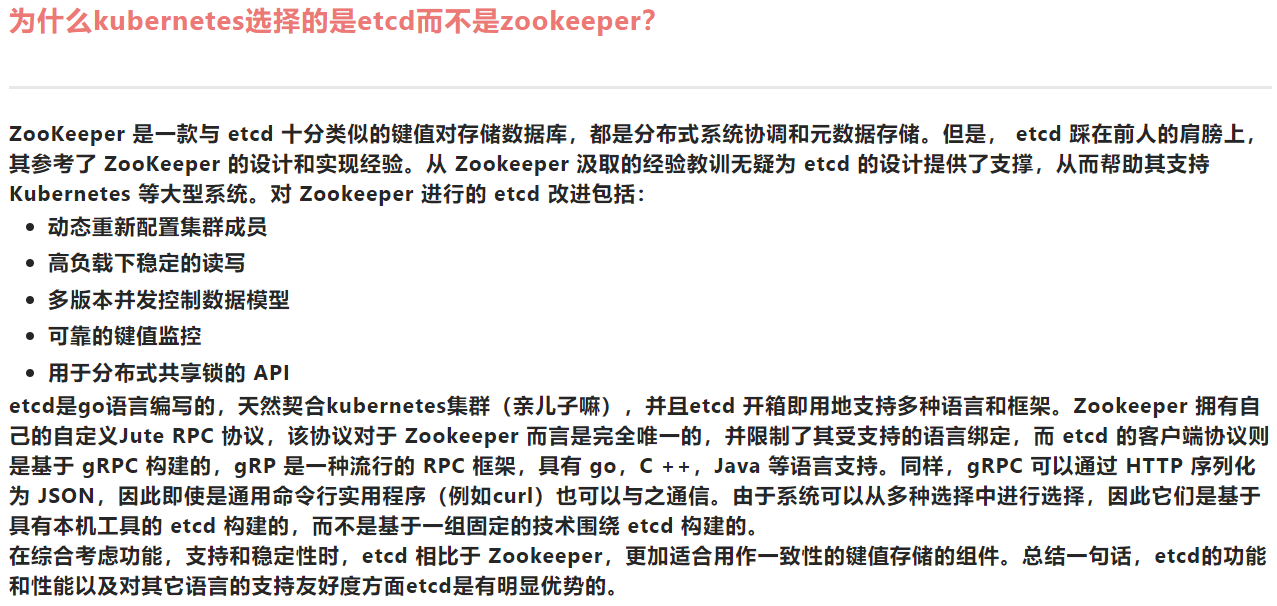 为什么kubernetes选择的是etcd而不是zookeeper？
ZooKeeper 是一款与 etcd 十分类似的键值对存储数据库，都是分布式系统协调和元数据存储。但是， etcd 踩在前人的肩膀上，
其参考了 ZooKeeper 的设计和实现经验。从 Zookeeper 汲取的经验教训无疑为 etcd 的设计提供了支撑，从而帮助其支持
Kubernetes 等大型系统。对 Zookeeper 进行的 etcd 改进包括：
• 动态重新配置集群成员
• 高负载下稳定的读写
• 多版本并发控制数据模型
• 可靠的键值监控
• 用于分布式共享锁的 API
etcd是go语言编写的，天然契合kubernetes集群（亲儿子嘛），并且etcd 开箱即用地支持多种语言和框架。Zookeeper 拥有自
己的自定义Jute RPC 协议，该协议对于 Zookeeper 而言是完全唯一的，并限制了其受支持的语言绑定，而 etcd 的客户端协议则
是基于 gRPC 构建的，gRP 是一种流行的 RPC 框架，具有 go，C ++，Java 等语言支持。同样，gRPC 可以通过 HTTP 序列化
为 JSON，因此即使是通用命令行实用程序（例如curl）也可以与之通信。由于系统可以从多种选择中进行选择，因此它们是基于
具有本机工具的 etcd 构建的，而不是基于一组固定的技术围绕 etcd 构建的。
在综合考虑功能，支持和稳定性时，etcd 相比于 Zookeeper，更加适合用作一致性的键值存储的组件。总结一句话，etcd的功能
和性能以及对其它语言的支持友好度方面etcd是有明显优势的。